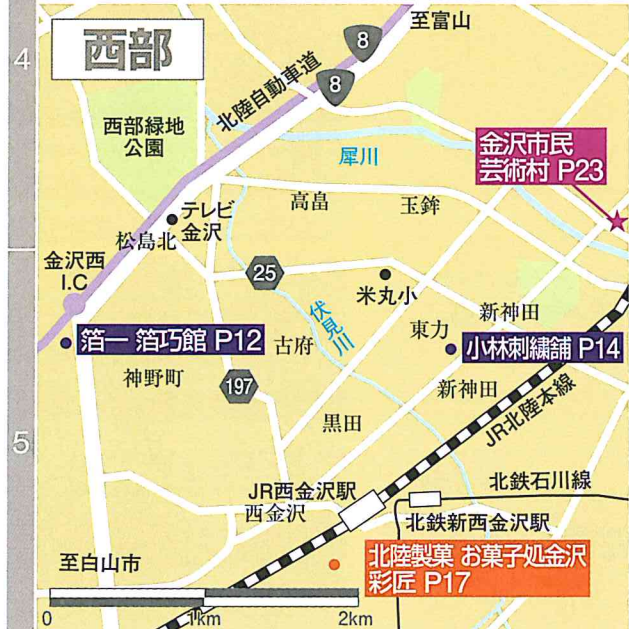 4
西部
8
至富山
8
北陸自動車道
西部緑地
公園
犀川
金沢市民
芸術村 P23
高畠
玉鉾
テレビ
金沢
松島北
金沢西
I.C
25
米丸小
伏見川
新神田
箔一 箔巧館 P12
古府
東力
小林刺繍舗 P14
神野町
197
新神田
黒田
JR北陸本線
5
JR西金沢駅
西金沢
北鉄石川線
北鉄新西金沢駅
至白山市
北陸製菓 お菓子処金沢
彩匠 P17
0
1km
2km